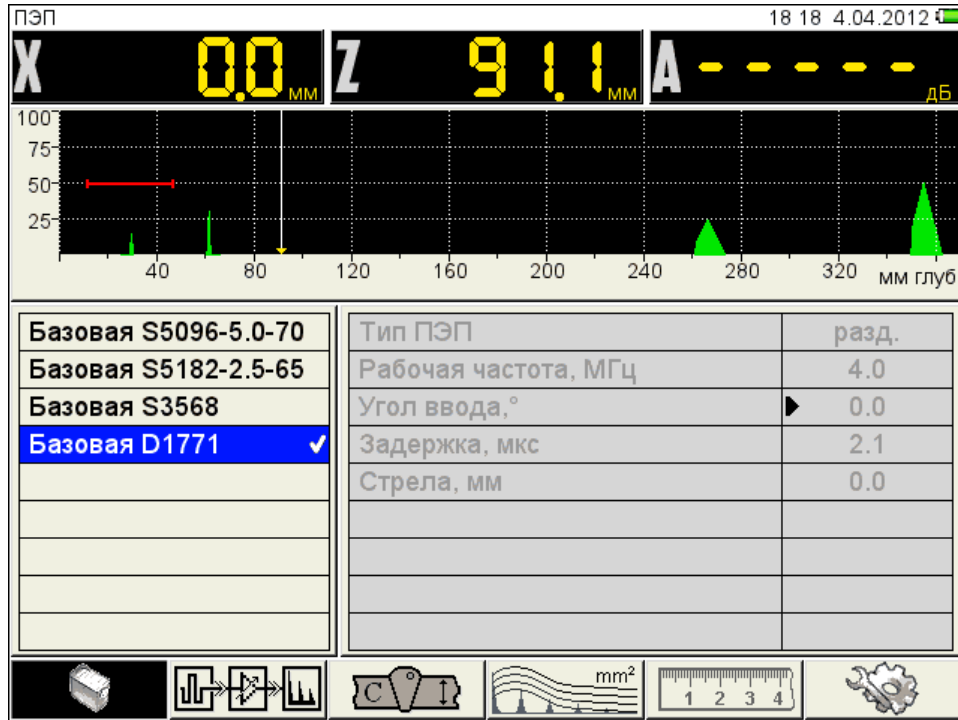 ПЭП 18 18 4.04.2012
X 0.0 мм Z 91.1 мм A - - - - - дБ
100
75
50
25
40 80 120 160 200 240 280 320 мм глуб
Базовая S5096-5.0-70 Тип ПЭП разд.
Базовая S5182-2.5-65 Рабочая частота, МГц 4.0
Базовая S3568 Угол ввода,° 0.0
Базовая D1771 Задержка, мкс 2.1
Стрела, мм 0.0
C mm² 1 2 3 4